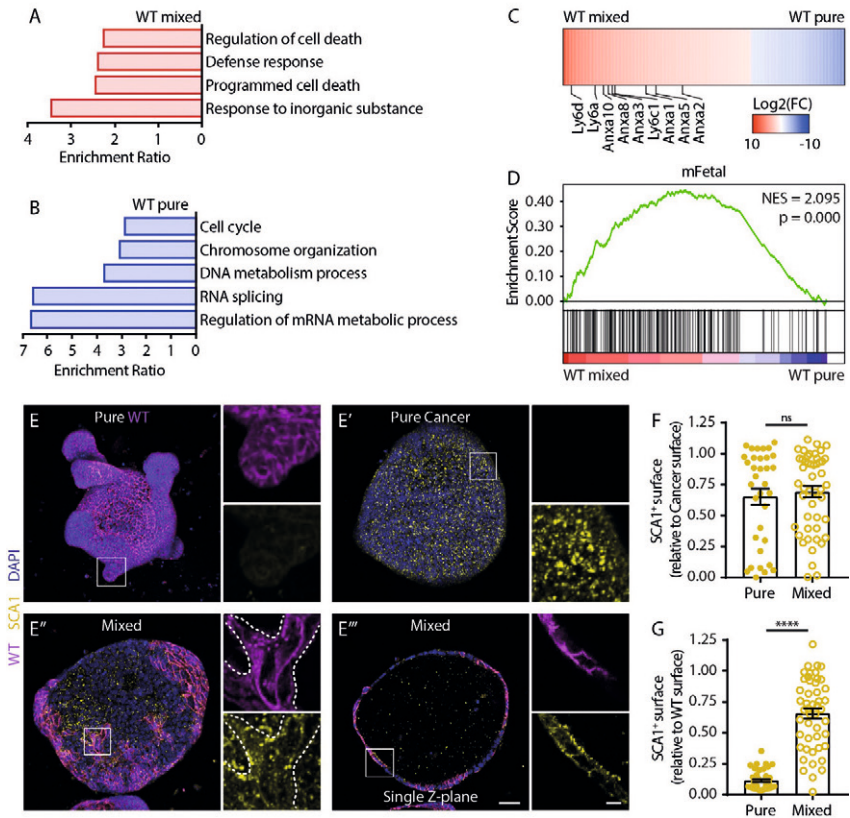 A
WT mixed
Regulation of cell death
Defense response
Programmed cell death
Response to inorganic substance
4 3 2 1 0
Enrichment Ratio
B
WT pure
Cell cycle
Chromosome organization
DNA metabolism process
RNA splicing
Regulation of mRNA metabolic process
7 6 5 4 3 2 1 0
Enrichment Ratio
C
WT mixed WT pure
Ly6d
Ly6a
Anxa10
Anxa8
Anxa3
Ly6c1
Anxa1
Anxa5
Anxa2
Log2(FC)
10 -10
D
mFetal
NES = 2.095
p = 0.000
Enrichment Score
0.40
0.30
0.20
0.10
0.00
WT mixed WT pure
WT SCA1 DAPI
E
Pure WT
E'
Pure Cancer
E''
Mixed
E'''
Mixed
Single Z-plane
F
ns
SCA1+ surface
(relative to Cancer surface)
1.25
1.00
0.75
0.50
0.25
0.00
Pure Mixed
G
****
SCA1+ surface
(relative to WT surface)
1.25
1.00
0.75
0.50
0.25
0.00
Pure Mixed